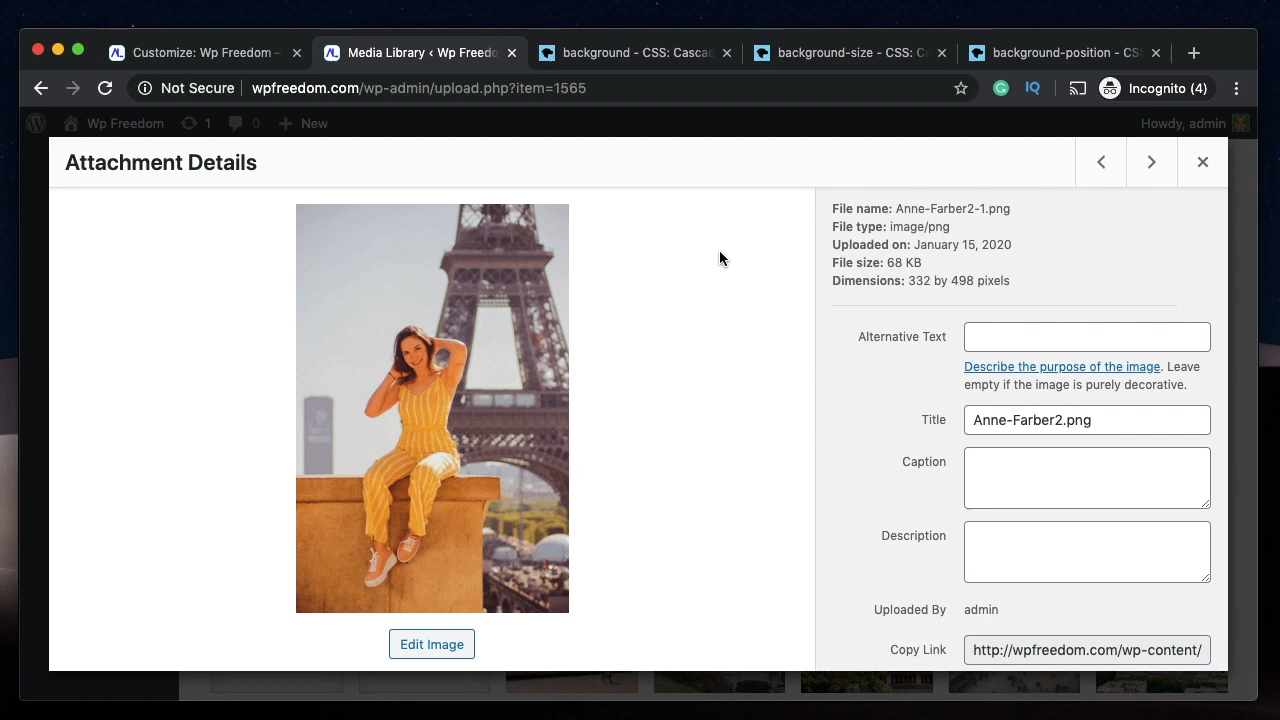 Customize: Wp Freedom –
Media Library ‹ Wp Freedo
background - CSS: Cascad
background-size - CSS: C
background-position - CS
Not Secure
wpfreedom.com/wp-admin/upload.php?item=1565
IQ
Incognito (4)
Wp Freedom
1
0
New
Howdy, admin
Attachment Details
File name: Anne-Farber2-1.png
File type: image/png
Uploaded on: January 15, 2020
File size: 68 KB
Dimensions: 332 by 498 pixels
Alternative Text
Describe the purpose of the image. Leave
empty if the image is purely decorative.
Title
Anne-Farber2.png
Caption
Description
Uploaded By
admin
Copy Link
http://wpfreedom.com/wp-content/
Edit Image